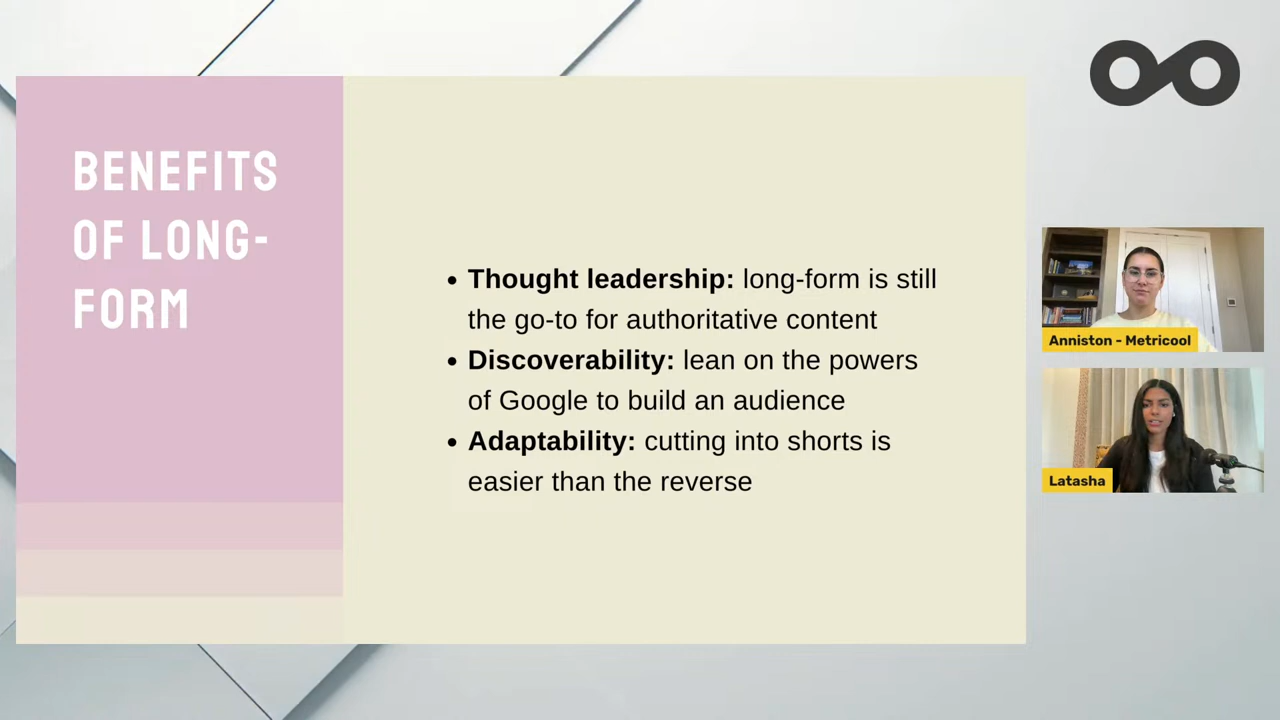 BENEFITS
OF LONG-
FORM
• Thought leadership: long-form is still
the go-to for authoritative content
• Discoverability: lean on the powers
of Google to build an audience
• Adaptability: cutting into shorts is
easier than the reverse
Anniston - Metricool
Latasha